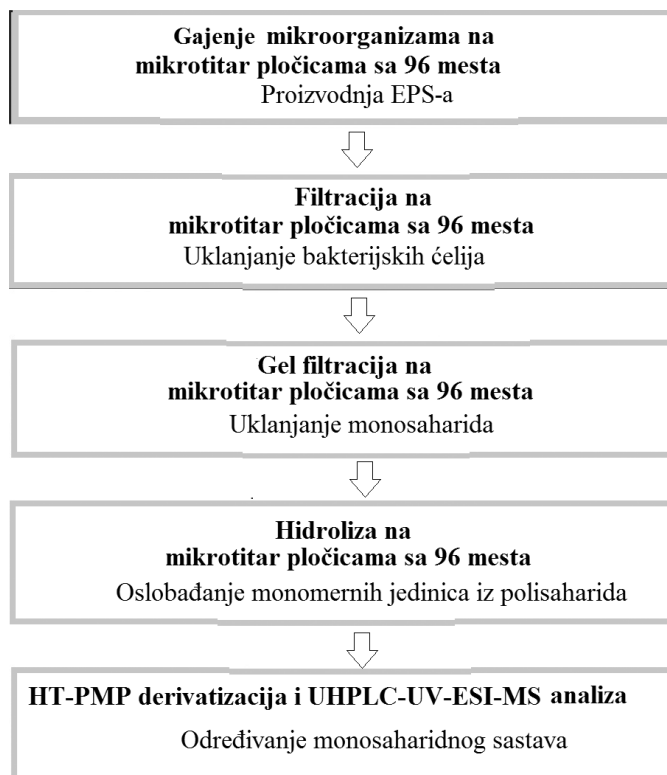 Gajenje mikroorganizama na
mikrotitar pločicama sa 96 mesta
Proizvodnja EPS-a
Filtracija na
mikrotitar pločicama sa 96 mesta
Uklanjanje bakterijskih ćelija
Gel filtracija na
mikrotitar pločicama sa 96 mesta
Uklanjanje monosaharida
Hidroliza na
mikrotitar pločicama sa 96 mesta
Oslobađanje monomernih jedinica iz polisaharida
HT-PMP derivatizacija i UHPLC-UV-ESI-MS analiza
Određivanje monosaharidnog sastava